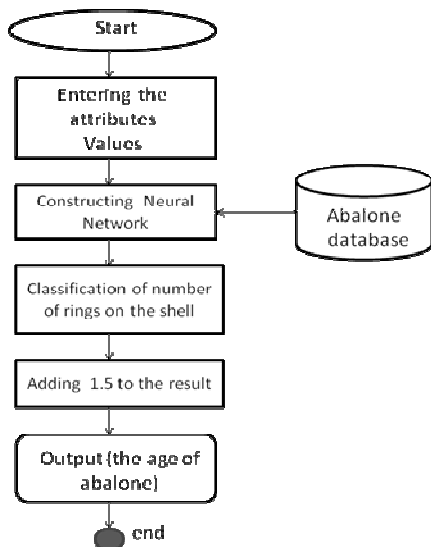 Start
Entering the
attributes
Values
Constructing Neural
Network
Abalone
database
Classification of number
of rings on the shell
Adding 1.5 to the result
Output (the age of
abalone)
end